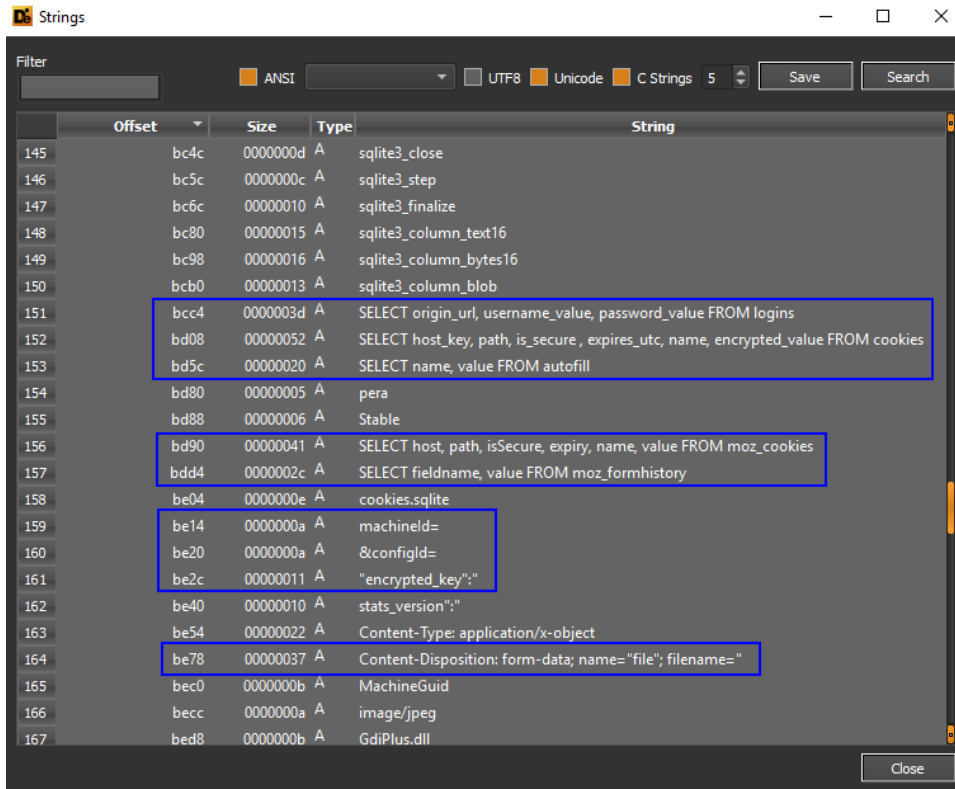 De Strings
Filter
ANSI UTF8 Unicode C Strings 5 Save Search
Offset Size Type String
145 bc4c 0000000d A sqlite3_close
146 bc5c 0000000c A sqlite3_step
147 bc6c 00000010 A sqlite3_finalize
148 bc80 00000015 A sqlite3_column_text16
149 bc98 00000016 A sqlite3_column_bytes16
150 bcb0 00000013 A sqlite3_column_blob
151 bcc4 0000003d A SELECT origin_url, username_value, password_value FROM logins
152 bd08 00000052 A SELECT host_key, path, is_secure , expires_utc, name, encrypted_value FROM cookies
153 bd5c 00000020 A SELECT name, value FROM autofill
154 bd80 00000005 A pera
155 bd88 00000006 A Stable
156 bd90 00000041 A SELECT host, path, isSecure, expiry, name, value FROM moz_cookies
157 bdd4 0000002c A SELECT fieldname, value FROM moz_formhistory
158 be04 0000000e A cookies.sqlite
159 be14 0000000a A machineId=
160 be20 0000000a A &configId=
161 be2c 00000011 A "encrypted_key":"
162 be40 00000010 A stats_version":"
163 be54 00000022 A Content-Type: application/x-object
164 be78 00000037 A Content-Disposition: form-data; name="file"; filename="
165 bec0 0000000b A MachineGuid
166 becc 0000000a A image/jpeg
167 bed8 0000000b A GdiPlus.dll
Close